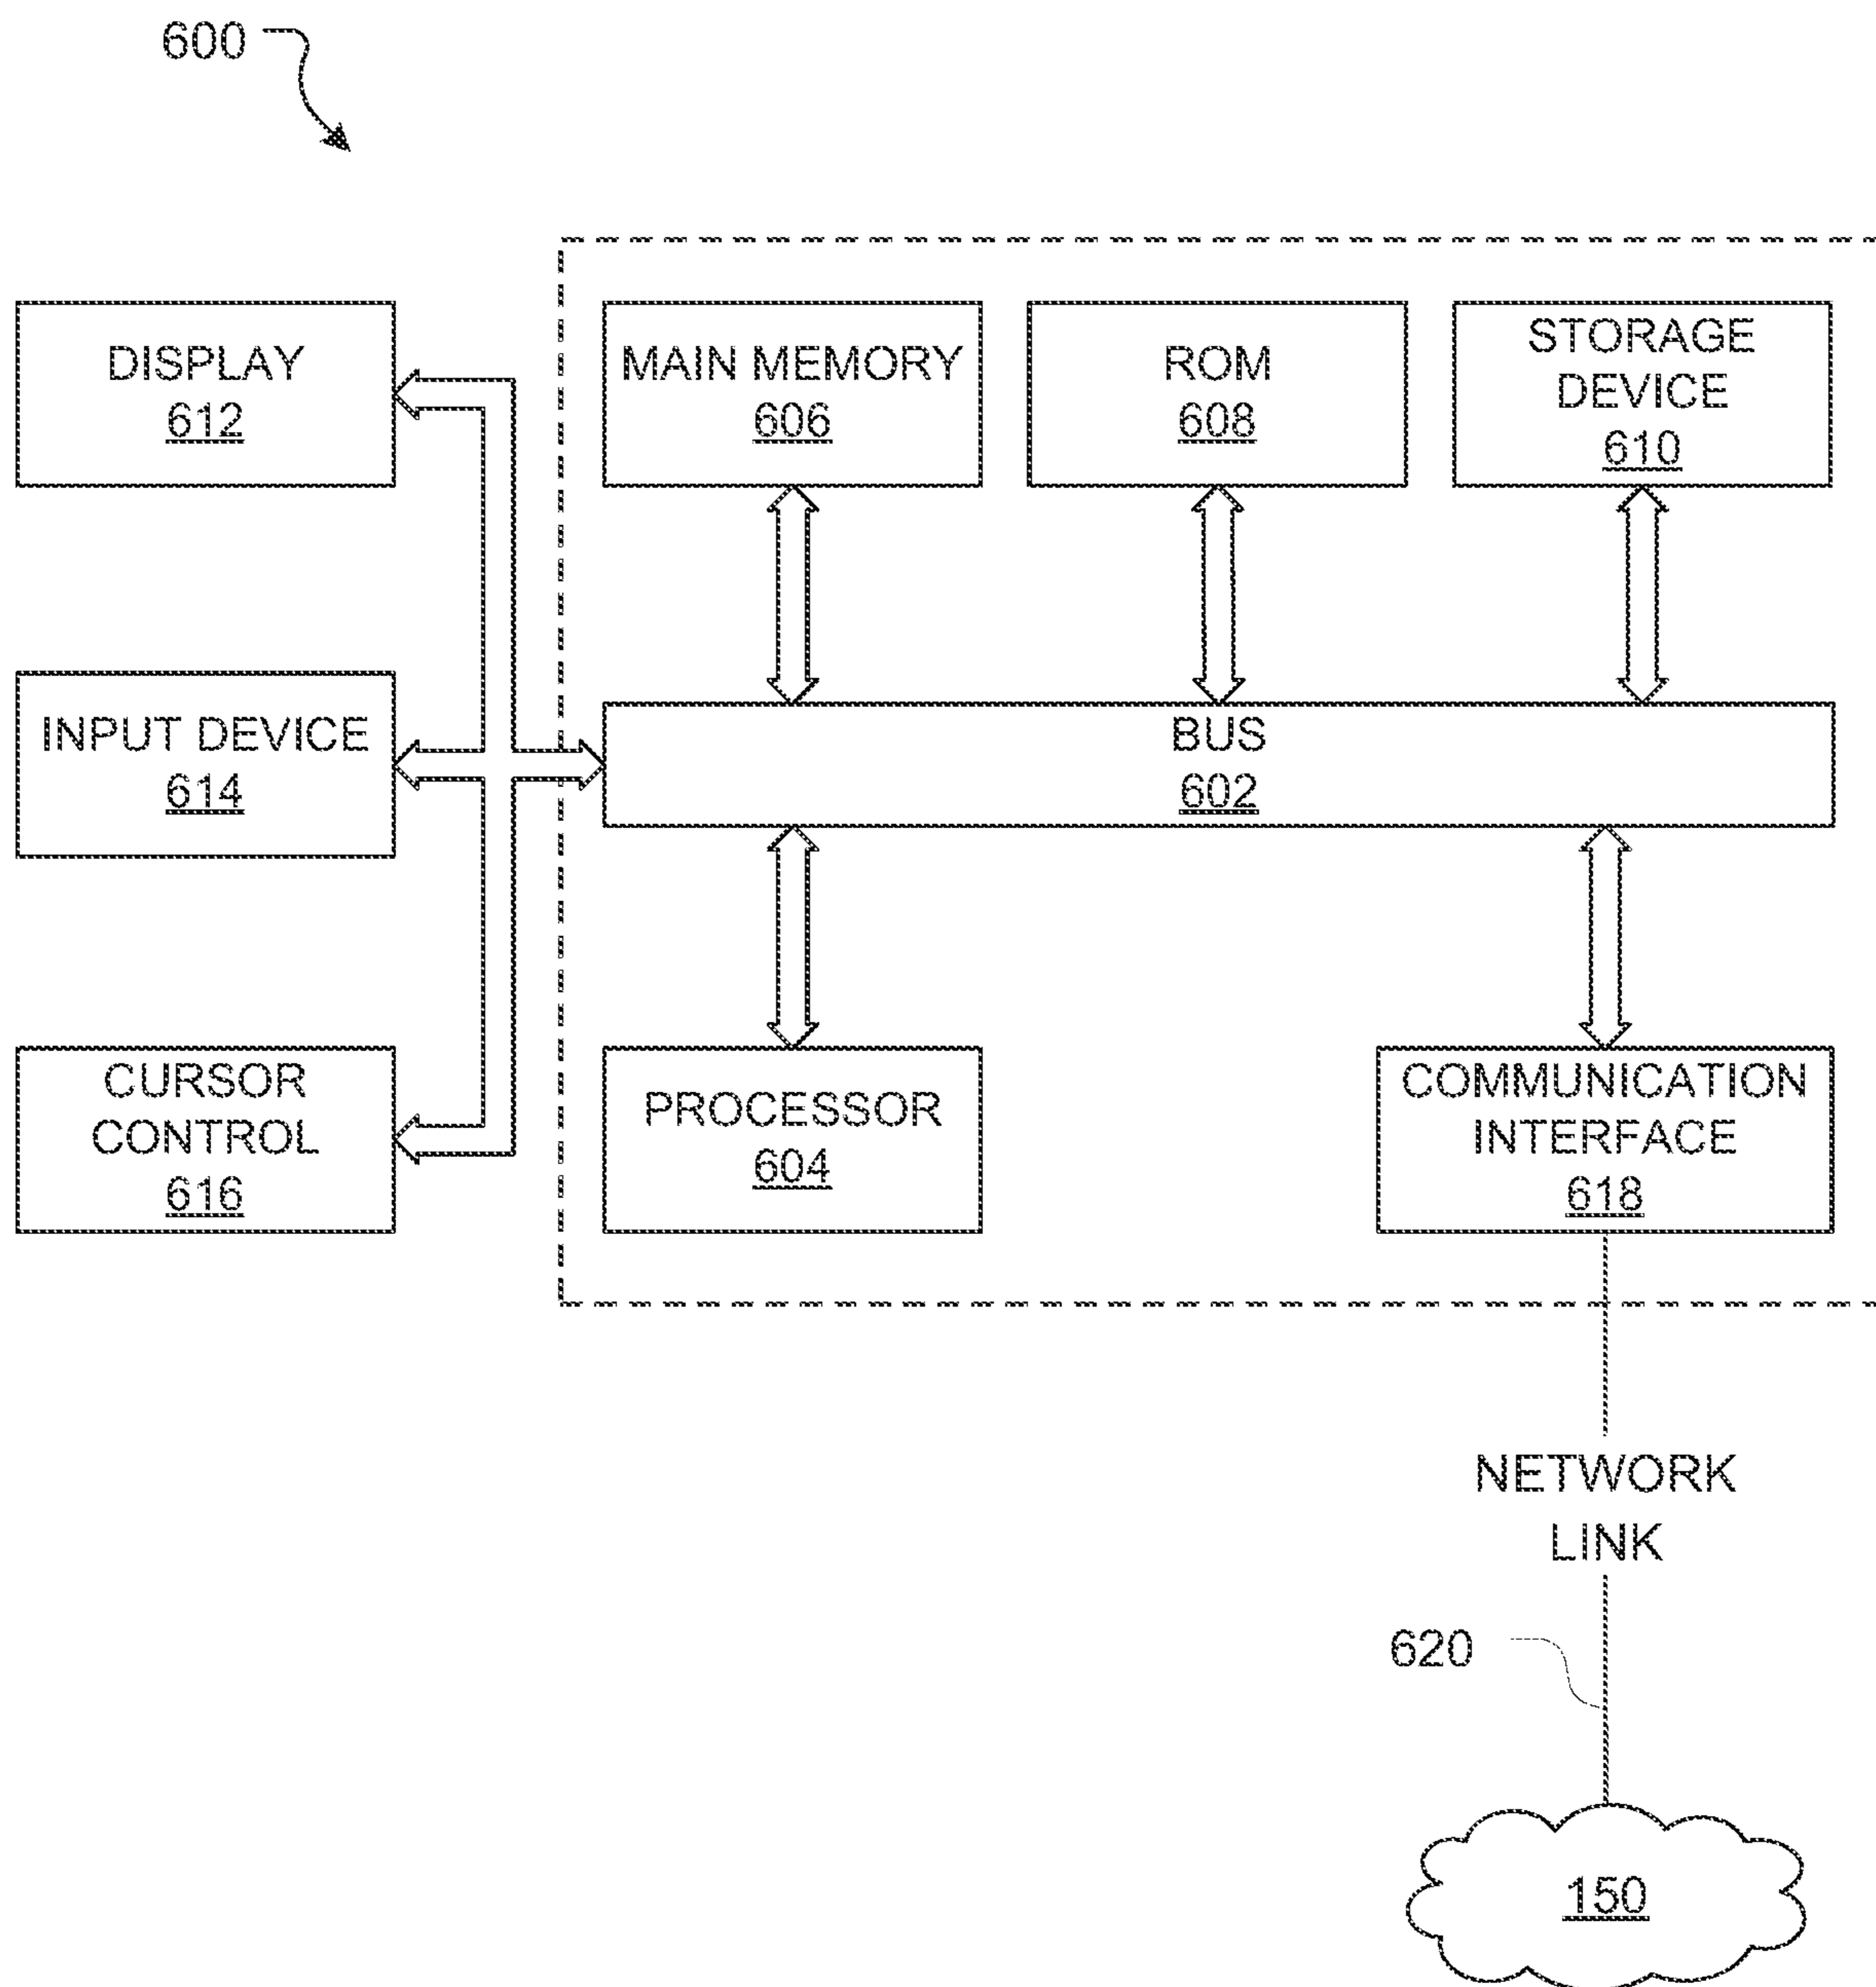 600
DISPLAY
612
MAIN MEMORY
606
ROM
608
STORAGE
DEVICE
610
INPUT DEVICE
614
BUS
602
CURSOR
CONTROL
616
PROCESSOR
604
COMMUNICATION
INTERFACE
618
NETWORK
LINK
620
150